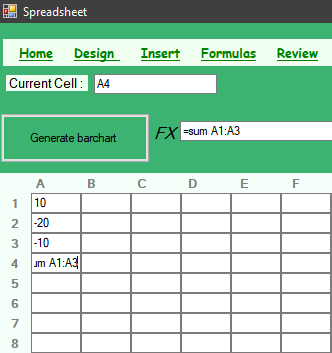 Spreadsheet
Home Design Insert Formulas Review
Current Cell : A4
Generate barchart FX =sum A1:A3
A B C D E F
1 10
2 -20
3 -10
4 um A1:A3
5
6
7
8